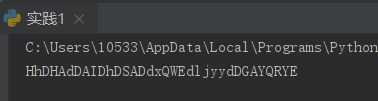 实践1 ×
C:\Users\10533\AppData\Local\Programs\Python
HhDHAdDAIDhDSADdxQWEdljyydDGAYQRYE